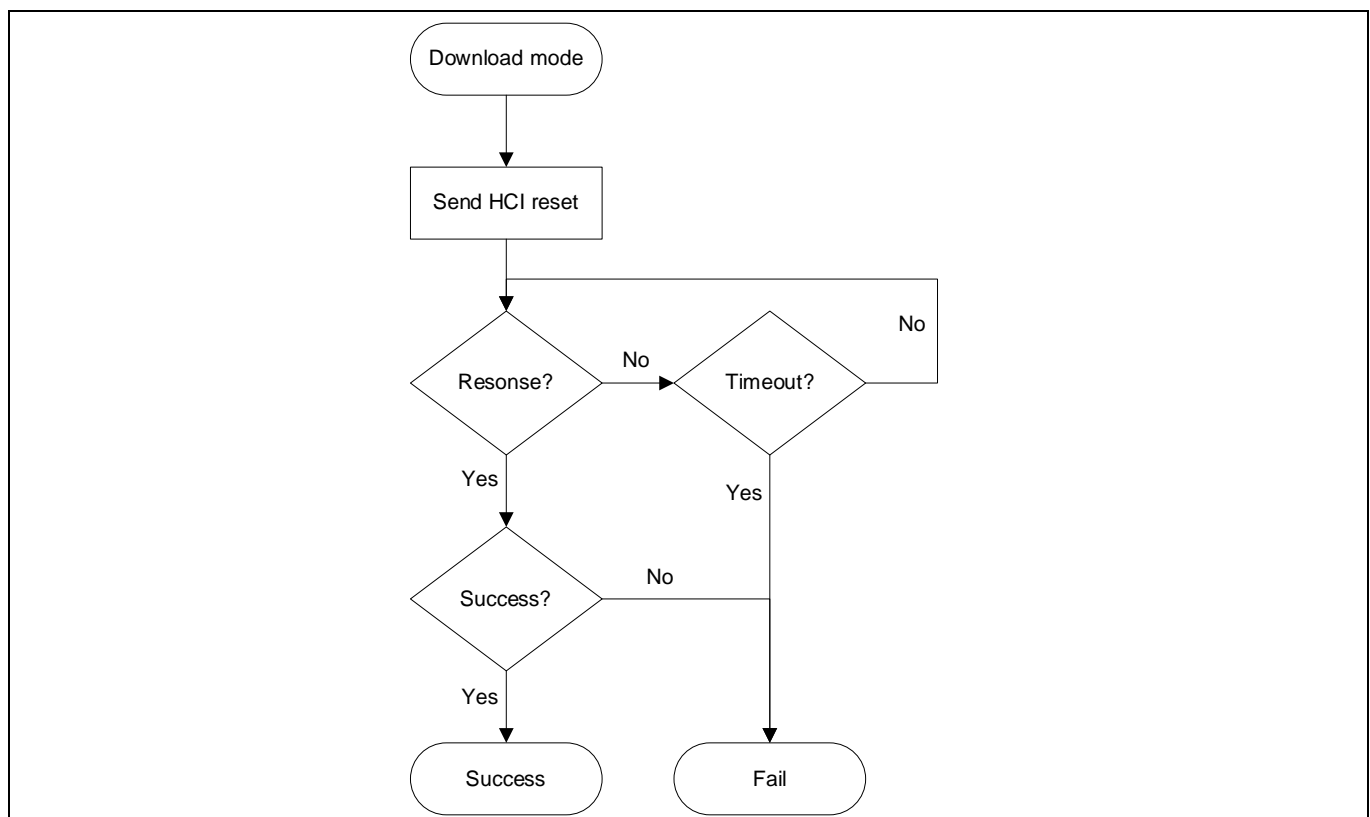 Download mode
Send HCI reset
No
No
Resonse?
Timeout?
Yes
Yes
No
Success?
Yes
Success
Fail